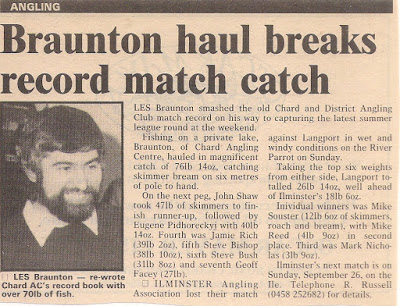 ANGLING
Braunton haul breaks
record match catch
LES Braunton smashed the old Chard and District Angling
Club match record on his way to capturing the latest summer
league round at the weekend.
Fishing on a private lake,
Braunton, of Chard Angling
Centre, hauled in magnificent
catch of 76lb 14oz, catching
skimmer bream on six metres
of pole to hand.
On the next peg, John Shaw
took 47lb of skimmers to fin-
ish runner-up, followed by
Eugene Pidhoreckyj with 40lb
14oz. Fourth was Jamie Rich
(39lb 2oz), fifth Steve Bishop
(38lb 10oz), sixth Steve Bush
(31lb 8oz) and seventh Geoff
Facey (27lb).
□ ILMINSTER Angling
Association lost their match
against Langport in wet and
windy conditions on the River
Parrot on Sunday.
Taking the top six weights
from either side, Langport to-
talled 26lb 14oz, well ahead
of Ilminster's 18lb 6oz.
Inividual winners was Mike
Souster (12lb 6oz of skimmers,
roach and bream), with Mike
Reed (4lb 9oz) in second
place. Third was Mark Nicho-
las (3lb 9oz).
Ilminster's next match is on
Sunday, September 26, on the
Ile. Telephone R. Russell
(0458 252682) for details.
□ LES Braunton — re-wrote
Chard AC's record book with
over 70lb of fish.